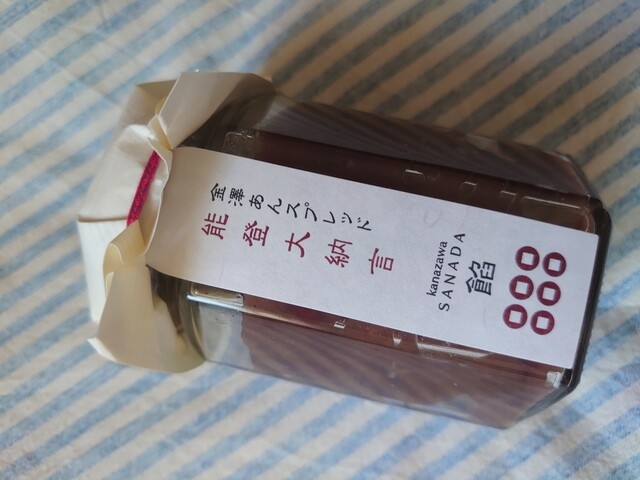 金澤あんスプレッド
能登大納言
kanazawa
SANADA
餡